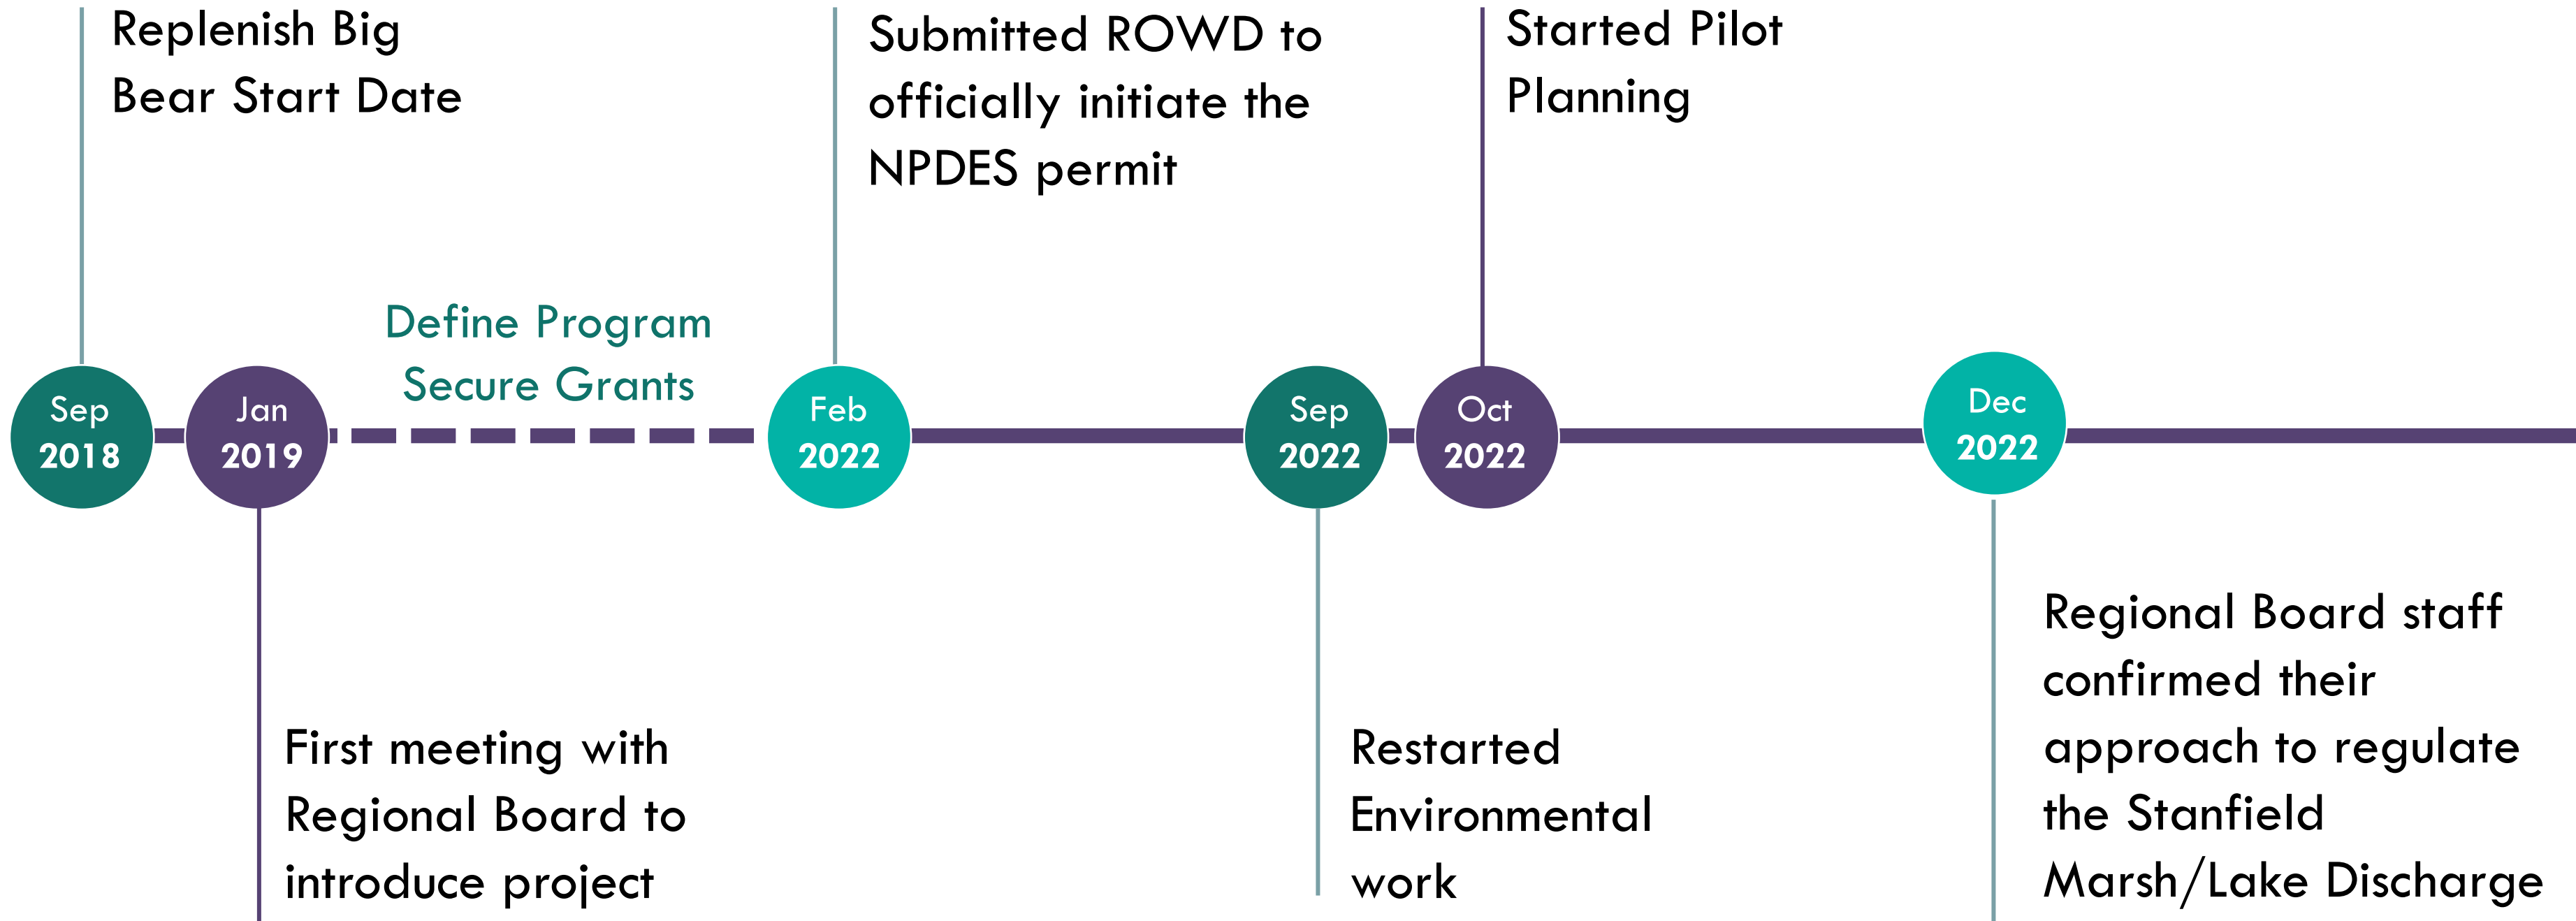 Replenish Big
Bear Start Date
Submitted ROWD to
officially initiate the
NPDES permit
Started Pilot
Planning
Define Program
Secure Grants
Sep
2018
Jan
2019
Feb
2022
Sep
2022
Oct
2022
Dec
2022
First meeting with
Regional Board to
introduce project
Restarted
Environmental
work
Regional Board staff
confirmed their
approach to regulate
the Stanfield
Marsh/Lake Discharge